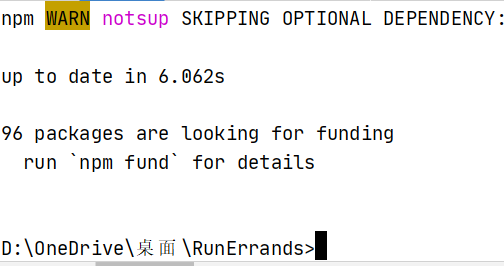 npm WARN notsup SKIPPING OPTIONAL DEPENDENCY:
up to date in 6.062s
96 packages are looking for funding
run `npm fund` for details
D:\OneDrive\桌面\RunErrands>